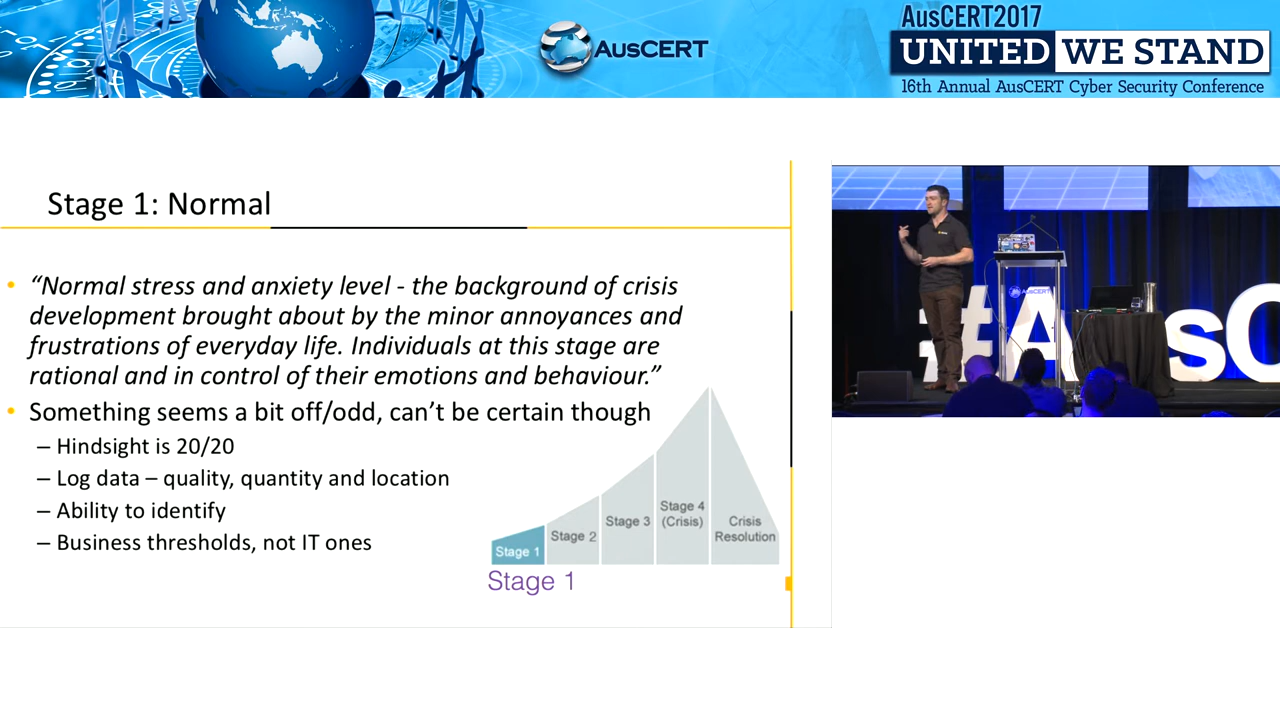 AusCERT2017
AusCERT
UNITED WE STAND
16th Annual AusCERT Cyber Security Conference
Stage 1: Normal
• “Normal stress and anxiety level - the background of crisis
development brought about by the minor annoyances and
frustrations of everyday life. Individuals at this stage are
rational and in control of their emotions and behaviour.”
• Something seems a bit off/odd, can’t be certain though
– Hindsight is 20/20
– Log data – quality, quantity and location
– Ability to identify
– Business thresholds, not IT ones
Stage 1
Stage 2
Stage 3
Stage 4
(Crisis)
Crisis
Resolution
Stage 1
AusCERT
#AusC